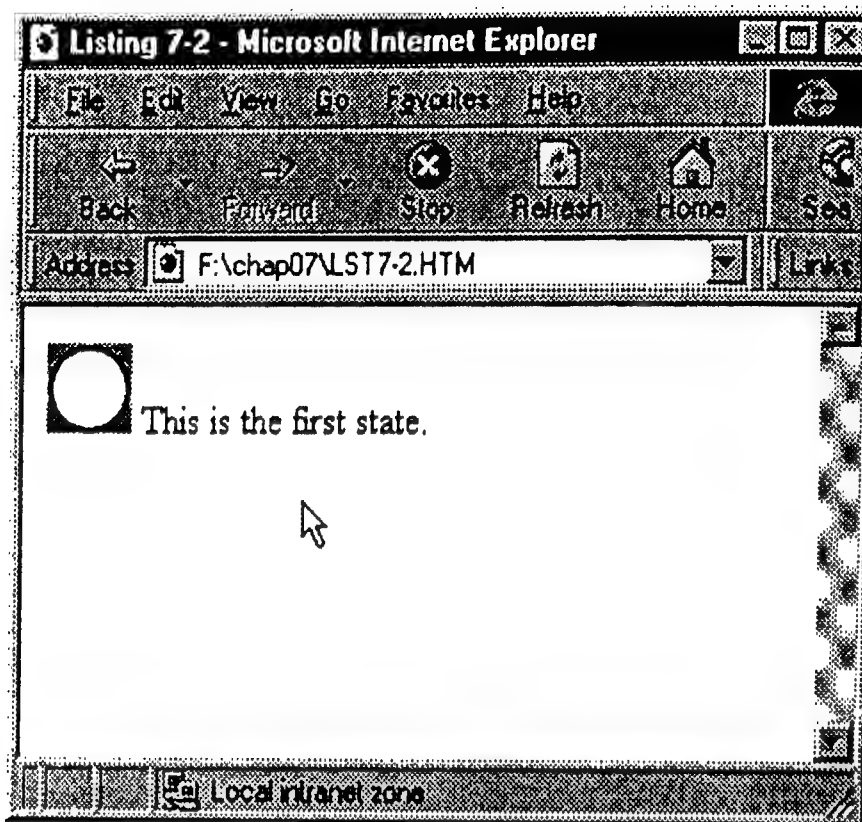 Listing 7-2 - Microsoft Internet Explorer
File Edit View Go Favorites Help
Back Forward Stop Refresh Home Sea
Address F:\chap07\LST7-2.HTM Links
This is the first state.
Local intranet zone